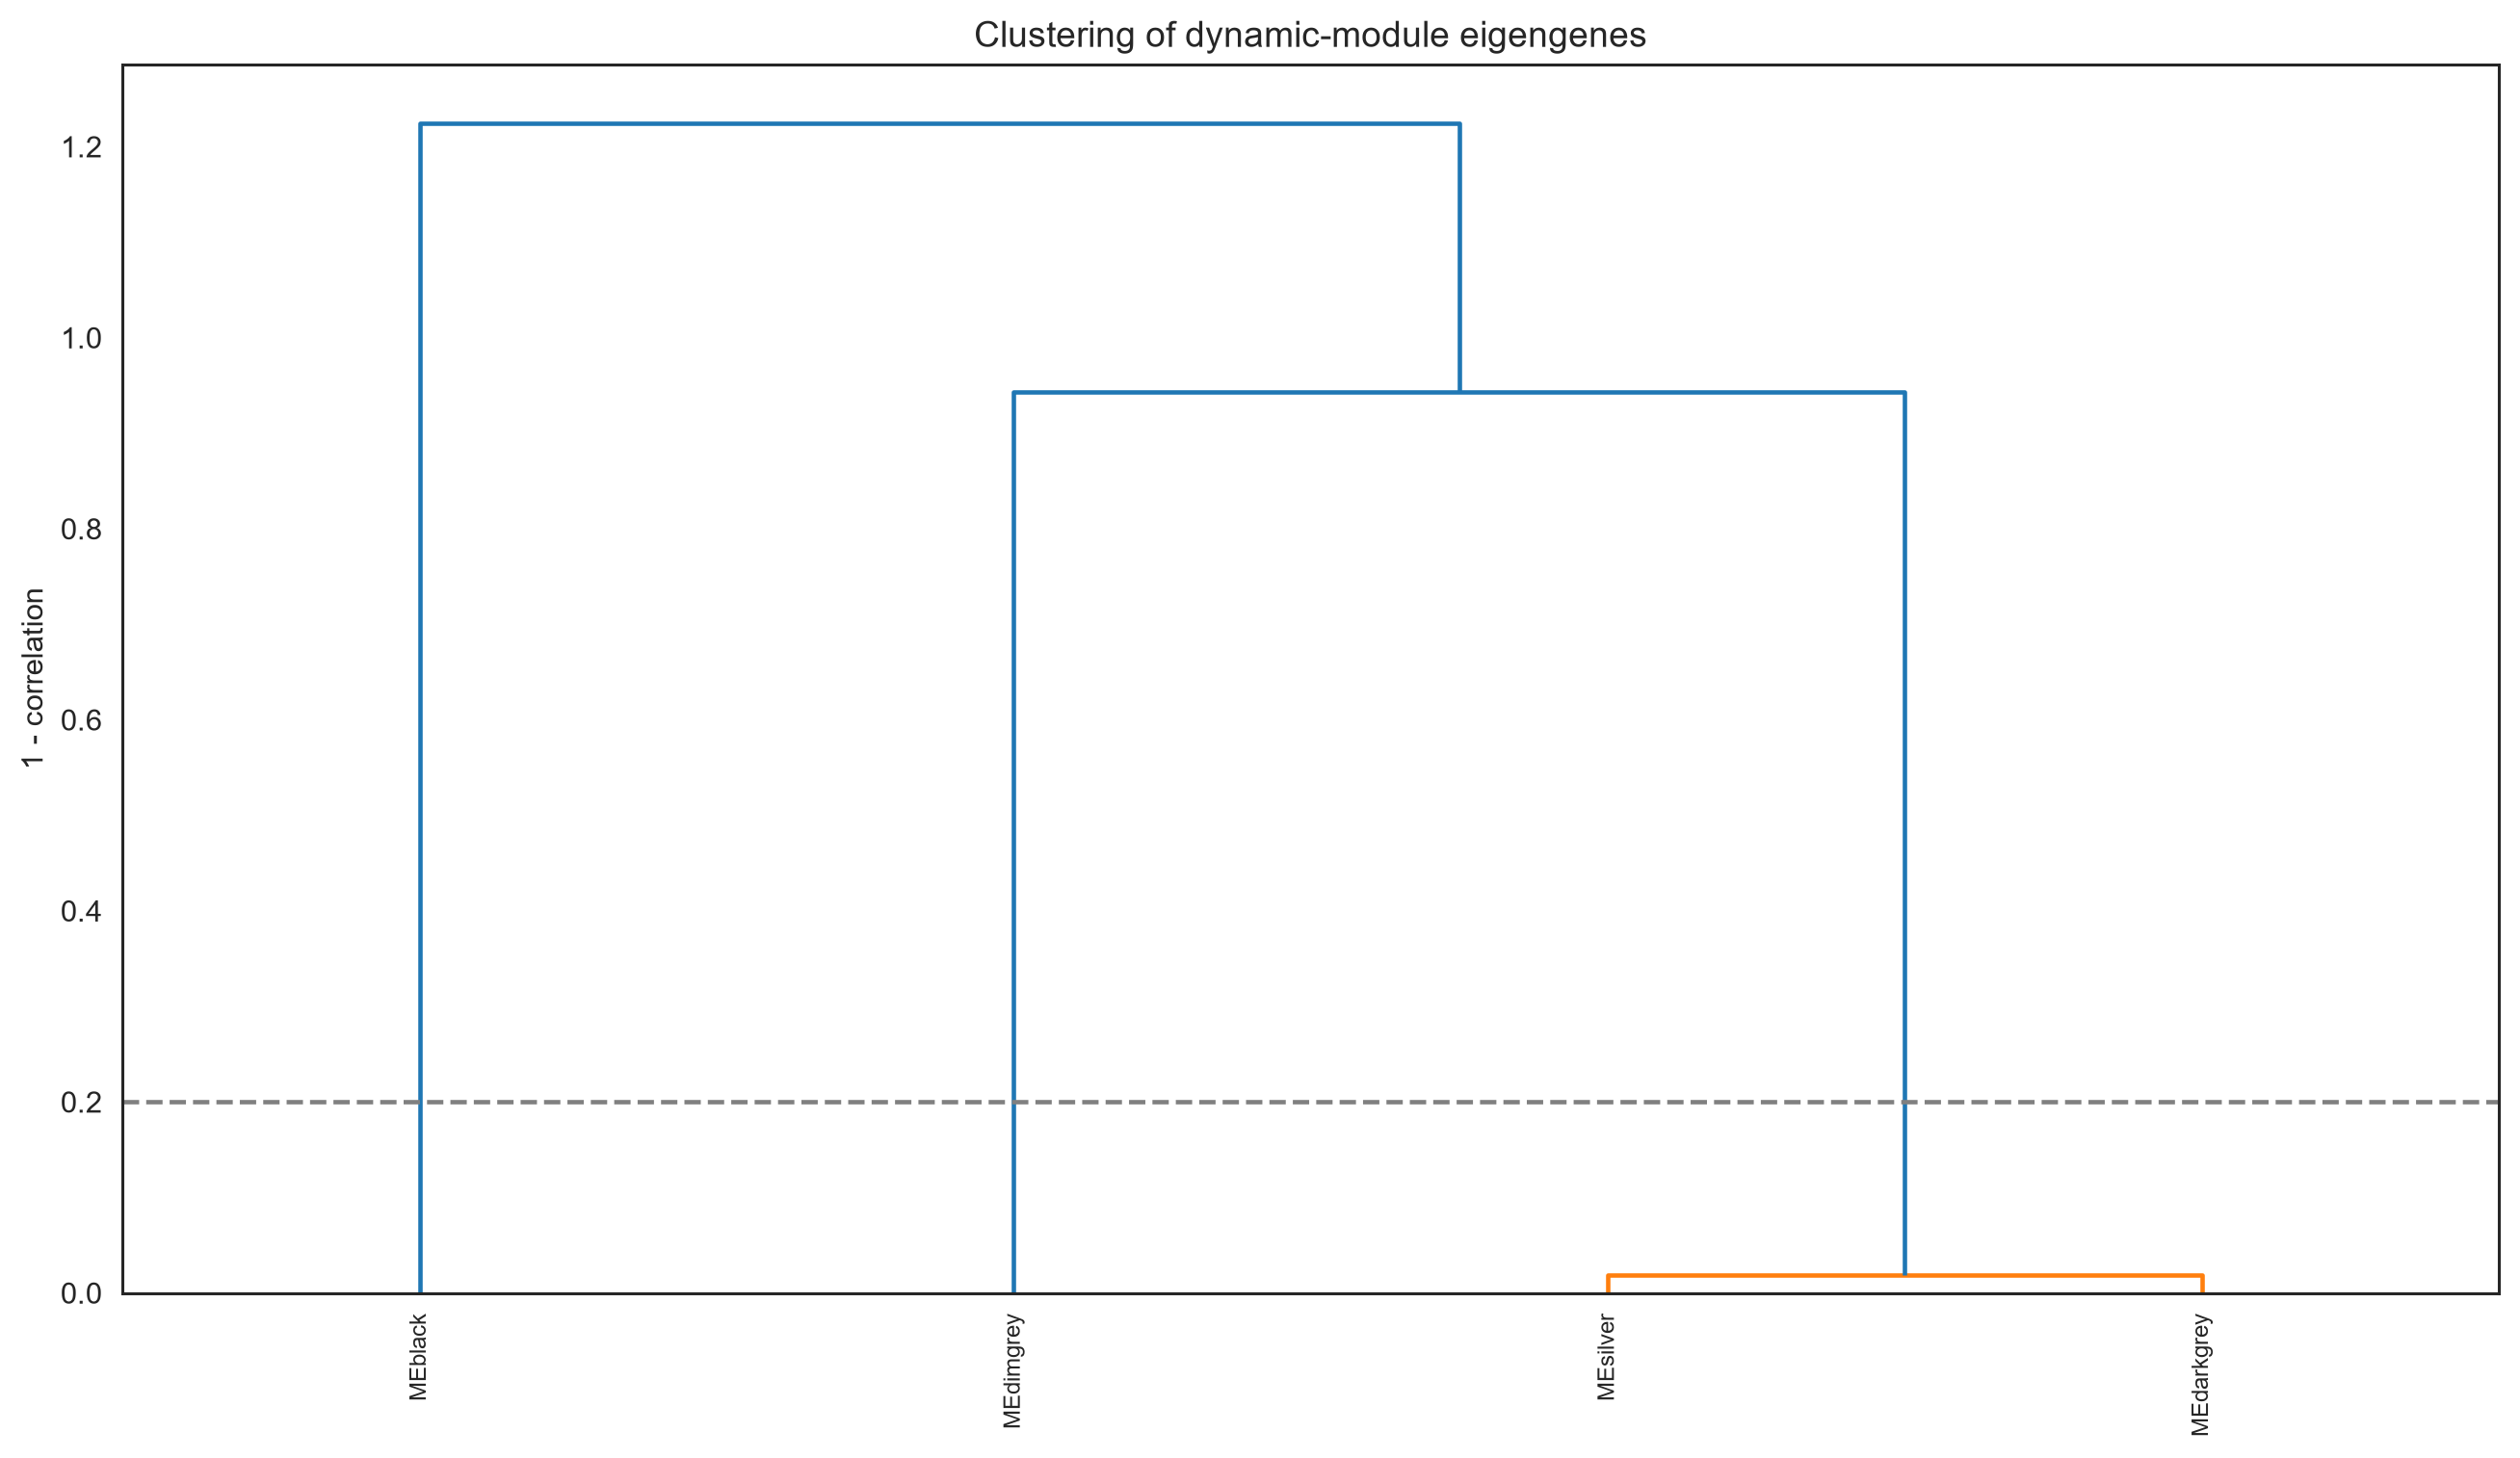 Clustering of dynamic-module eigengenes
1 - correlation
1.2
1.0
0.8
0.6
0.4
0.2
0.0
MEblack
MEdimgrey
MEsilver
MEdarkgrey